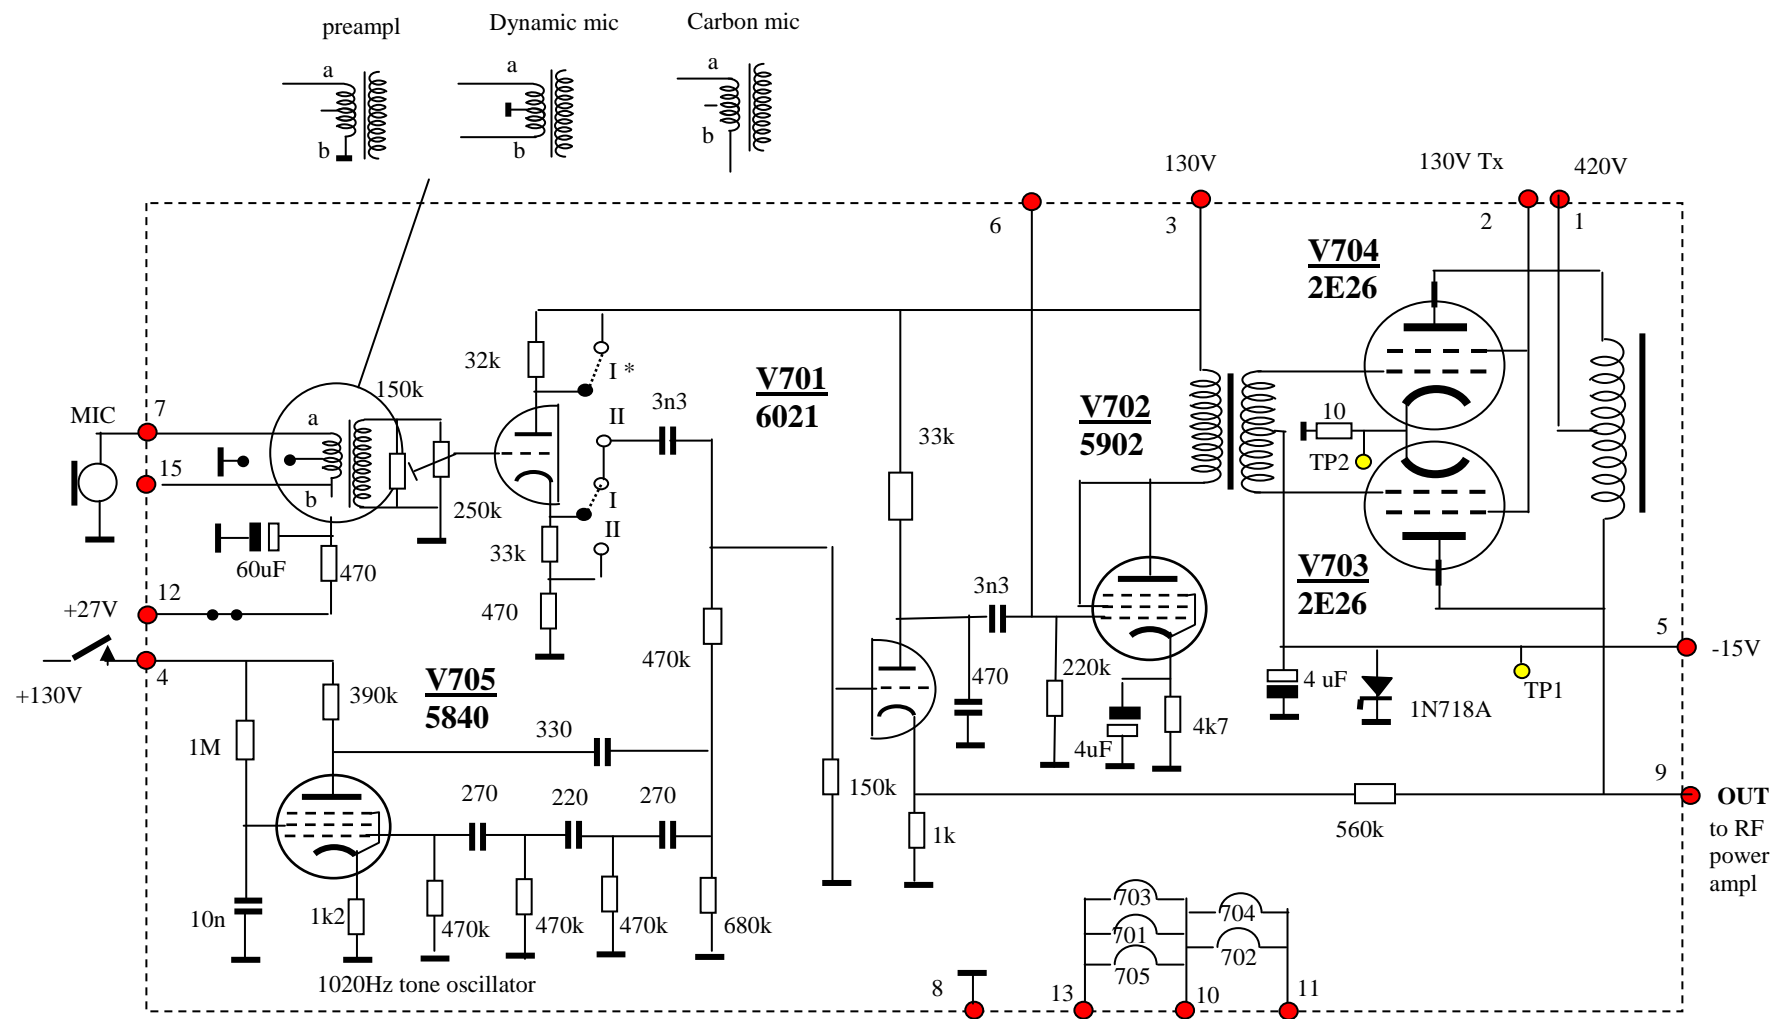 preampl
Dynamic mic
Carbon mic
a
a
a
b
b
b
130V
130V Tx
420V
6
3
2
1
V704
2E26
32k
I *
V701
6021
150k
MIC
7
a
II
3n3
V702
5902
10
33k
TP2
15
b
I
250k
II
33k
60uF
470
3n3
V703
2E26
+27V
12
470
5
-15V
470k
470
220k
4 uF
TP1
1N718A
+130V
4
V705
5840
390k
330
1M
4uF
4k7
9
OUT
to RF
power
ampl
270
220
270
150k
560k
1k
10n
1k2
470k
470k
470k
680k
703
704
701
702
705
1020Hz tone oscillator
8
13
10
11